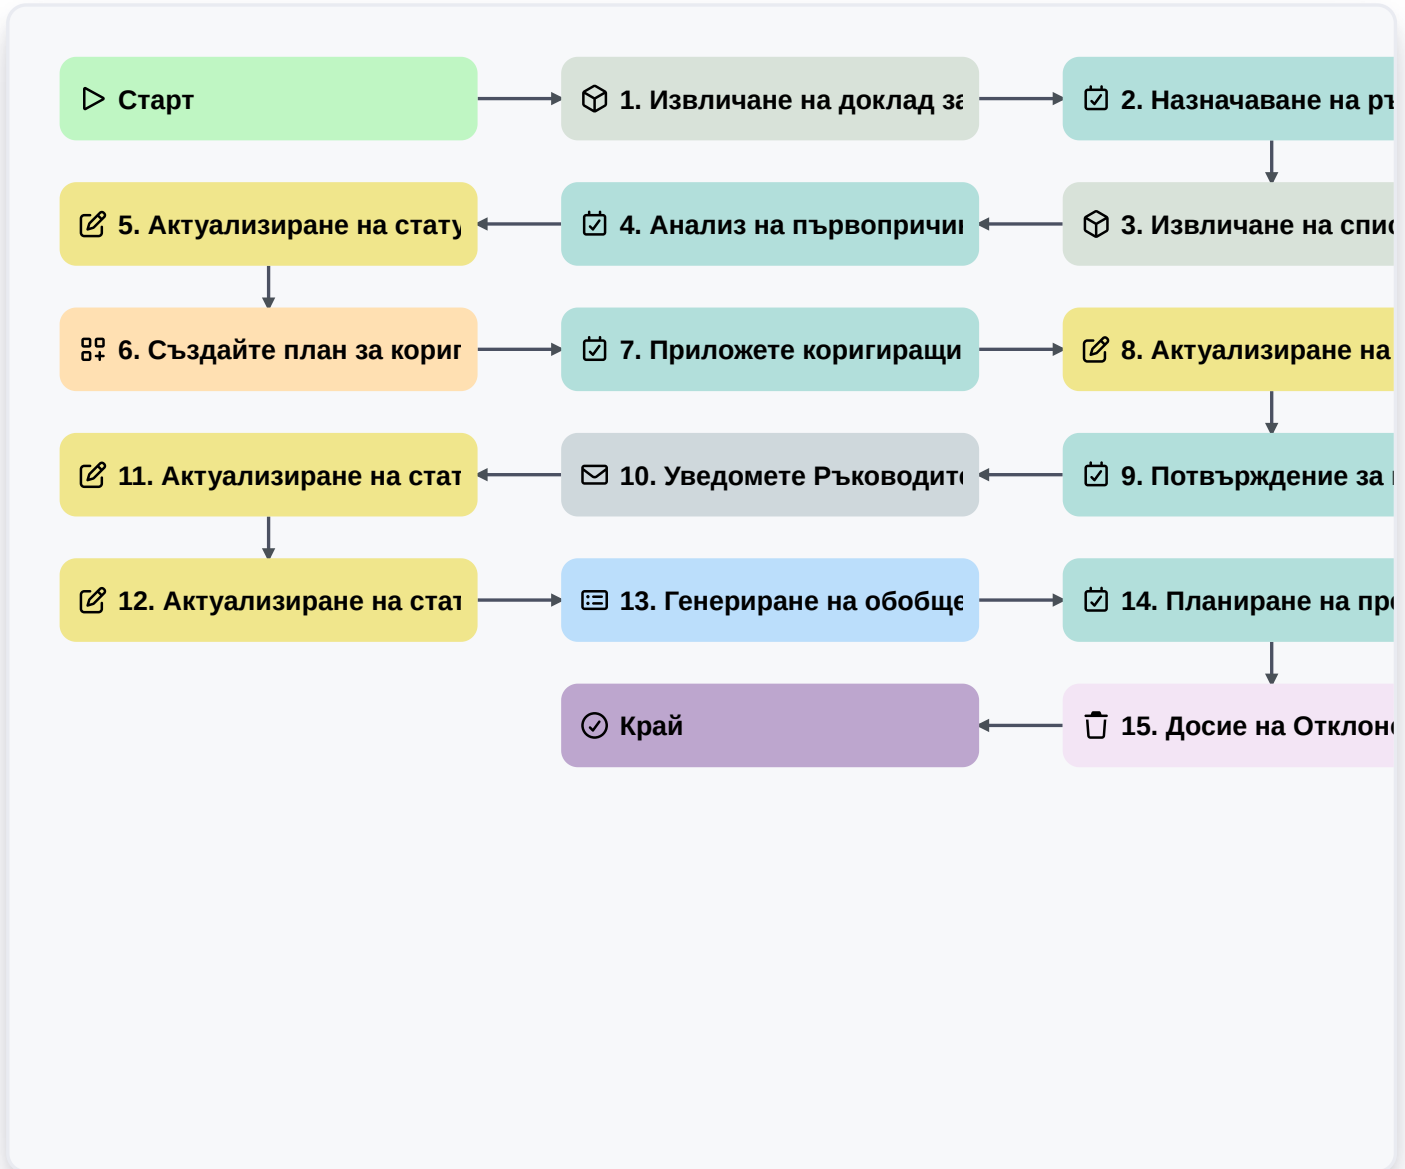 Старт
1. Извличане на доклад за
2. Назначаване на
5. Актуализиране на
4. Анализ на
3. Извличане на
6. Създайте план за
7. Приложете коригиращи
8. Актуализиране на
11. Актуализиране на
10. Уведомете
9. Потвърждение за
12. Актуализиране на
13. Генериране на
14. Планиране на
Край
15. Досие на